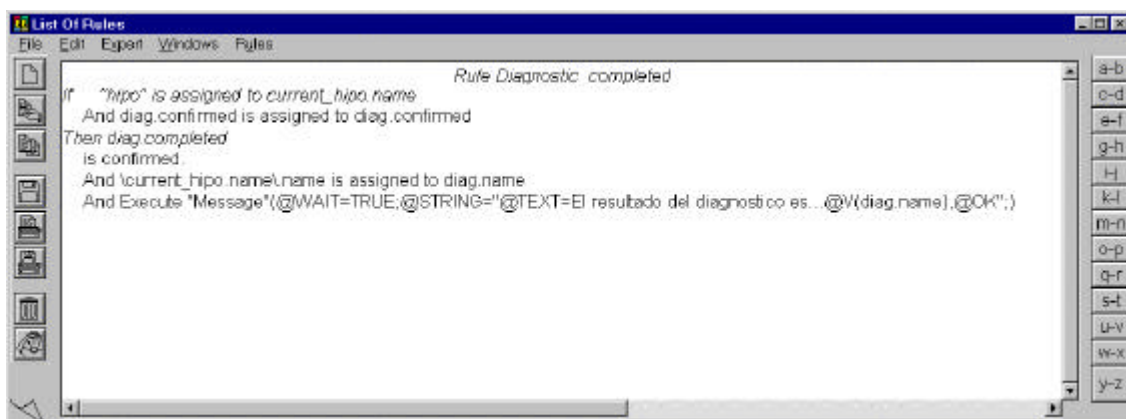 List Of Rules
File Edit Expert Windows Rules
Rule Diagnostic completed
If "hipo" is assigned to current_hipo.name
And diag.confirmed is assigned to diag.confirmed
Then diag.completed
is confirmed.
And \current_hipo.name\.name is assigned to diag.name
And Execute "Message"(@WAIT=TRUE;@STRING="@TEXT=El resultado del diagnostico es...@V(diag.name),@OK";)
a-b
c-d
e-f
g-h
i-j
k-l
m-n
o-p
q-r
s-t
u-v
w-x
y-z